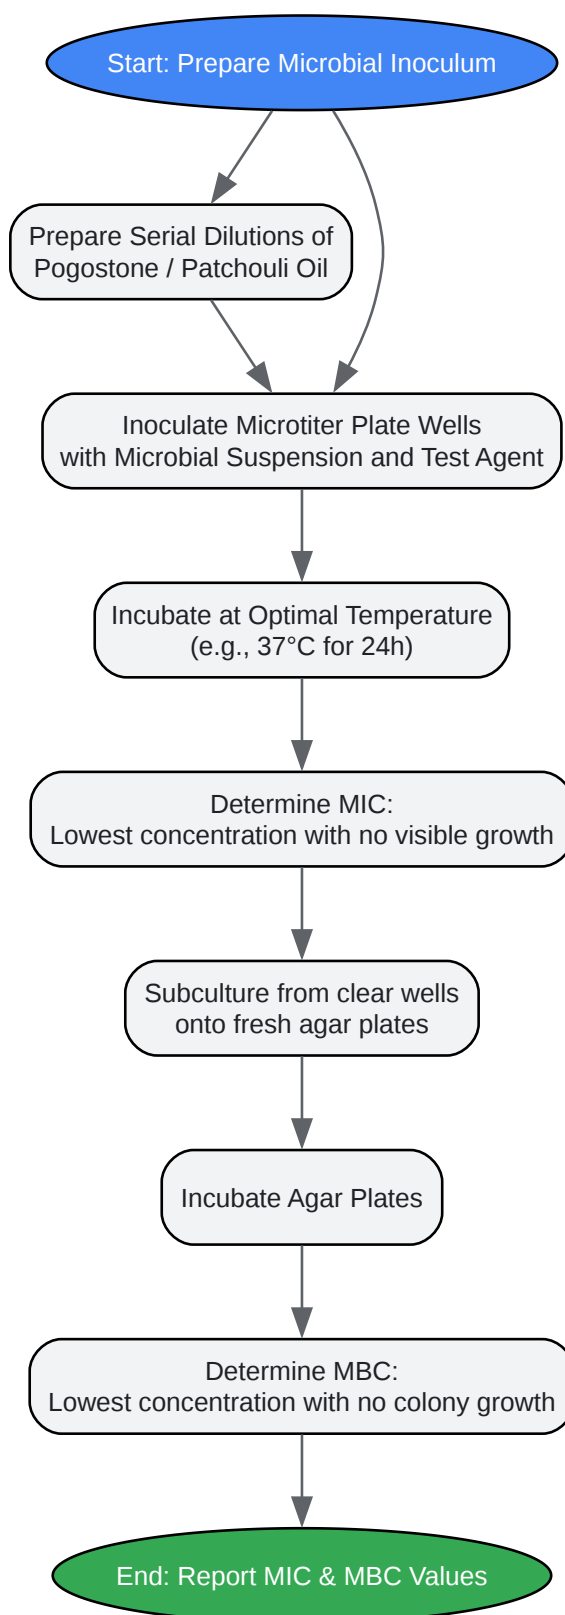 Start: Prepare Microbial Inoculum
Prepare Serial Dilutions of
Pogostone / Patchouli Oil
Inoculate Microtiter Plate Wells
with Microbial Suspension and Test Agent
Incubate at Optimal Temperature
(e.g., 37°C for 24h)
Determine MIC:
Lowest concentration with no visible growth
Subculture from clear wells
onto fresh agar plates
Incubate Agar Plates
Determine MBC:
Lowest concentration with no colony growth
End: Report MIC & MBC Values